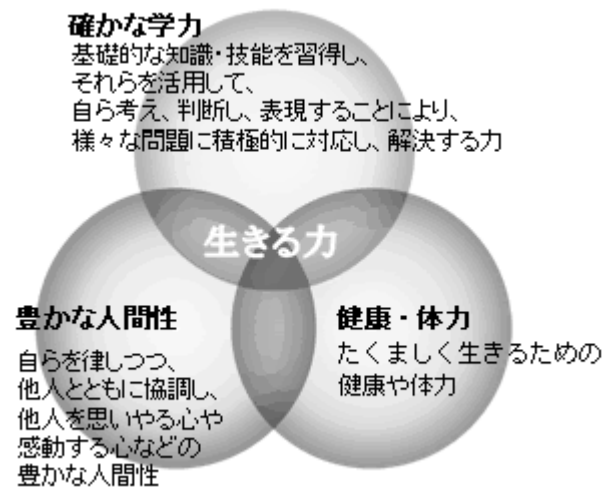 確かな学力
基礎的な知識・技能を習得し、
それらを活用して、
自ら考え、判断し、表現することにより、
様々な問題に積極的に対応し、解決する力
生きる力
豊かな人間性
自らを律しつつ、
他人とともに協調し、
他人を思いやる心や
感動する心などの
豊かな人間性
健康・体力
たくましく生きるための
健康や体力